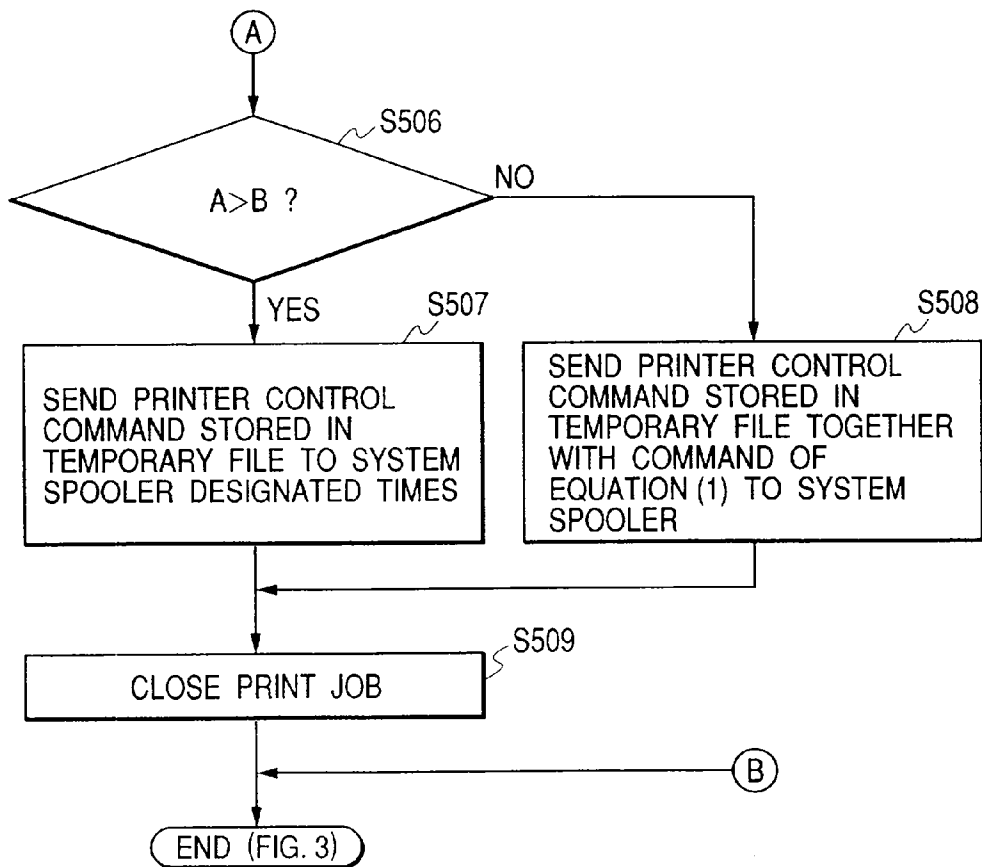 A
S506
A>B ?
NO
YES
S507
S508
SEND PRINTER CONTROL
COMMAND STORED IN
TEMPORARY FILE TO SYSTEM
SPOOLER DESIGNATED TIMES
SEND PRINTER CONTROL
COMMAND STORED IN
TEMPORARY FILE TOGETHER
WITH COMMAND OF
EQUATION (1) TO SYSTEM
SPOOLER
S509
CLOSE PRINT JOB
B
END (FIG. 3)